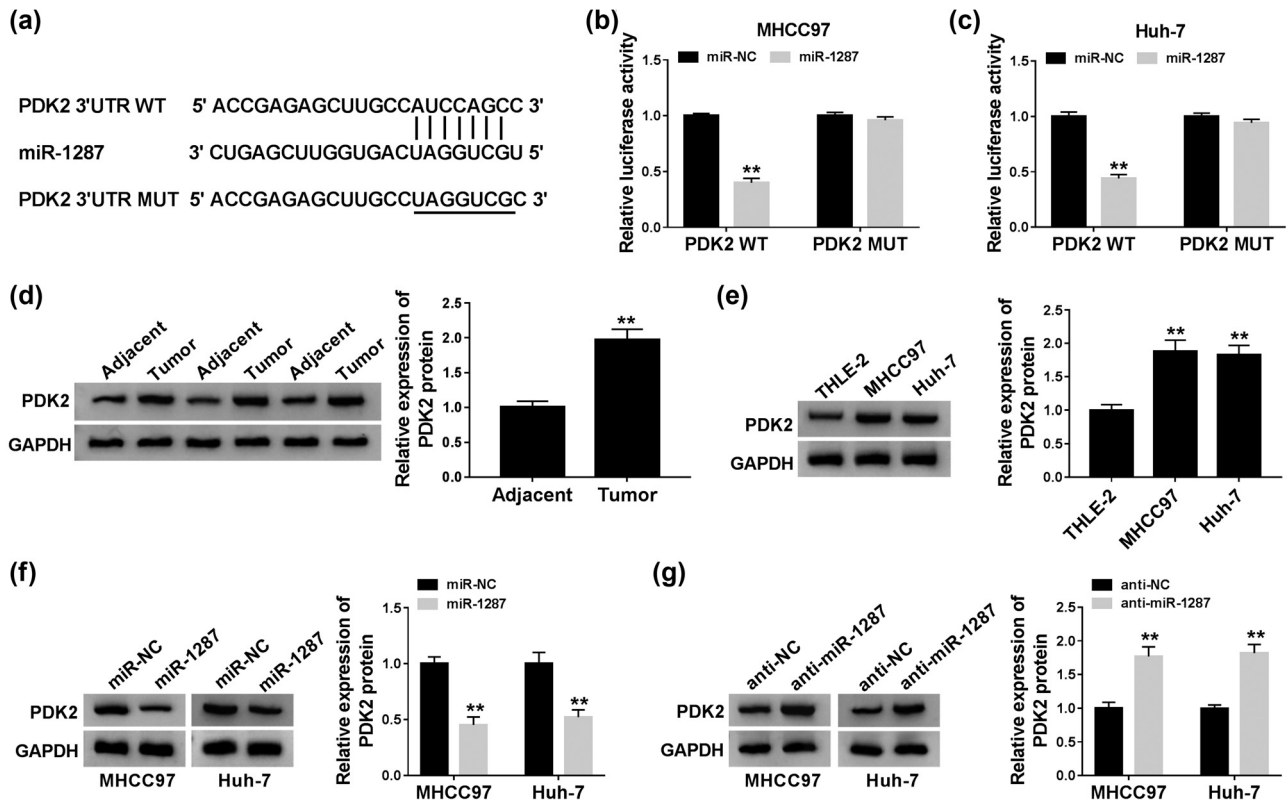 (a)
PDK2 3'UTR WT 5' ACCGAGAGCUUGCCAUCCAGCC 3'
miR-1287 3' CUGAGCUUGGUGACUAGGUCGU 5'
PDK2 3'UTR MUT 5' ACCGAGAGCUUGCCUAGGUCGC 3'
(b)
MHCC97
miR-NC miR-1287
Relative luciferase activity
1.5
1.0
0.5
0.0
**
PDK2 WT PDK2 MUT
(c)
Huh-7
miR-NC miR-1287
Relative luciferase activity
1.5
1.0
0.5
0.0
**
PDK2 WT PDK2 MUT
(d)
Adjacent Tumor Adjacent Tumor Adjacent Tumor
PDK2
GAPDH
Relative expression of
PDK2 protein
2.5
2.0
1.5
1.0
0.5
0.0
**
Adjacent Tumor
(e)
THLE-2 MHCC97 Huh-7
PDK2
GAPDH
Relative expression of
PDK2 protein
2.5
2.0
1.5
1.0
0.5
0.0
** **
THLE-2 MHCC97 Huh-7
(f)
miR-NC miR-1287 miR-NC miR-1287
PDK2
GAPDH
MHCC97 Huh-7
miR-NC
miR-1287
Relative expression of
PDK2 protein
1.5
1.0
0.5
0.0
** **
MHCC97 Huh-7
(g)
anti-NC anti-miR-1287 anti-NC anti-miR-1287
PDK2
GAPDH
MHCC97 Huh-7
anti-NC
anti-miR-1287
Relative expression of
PDK2 protein
2.5
2.0
1.5
1.0
0.5
0.0
** **
MHCC97 Huh-7